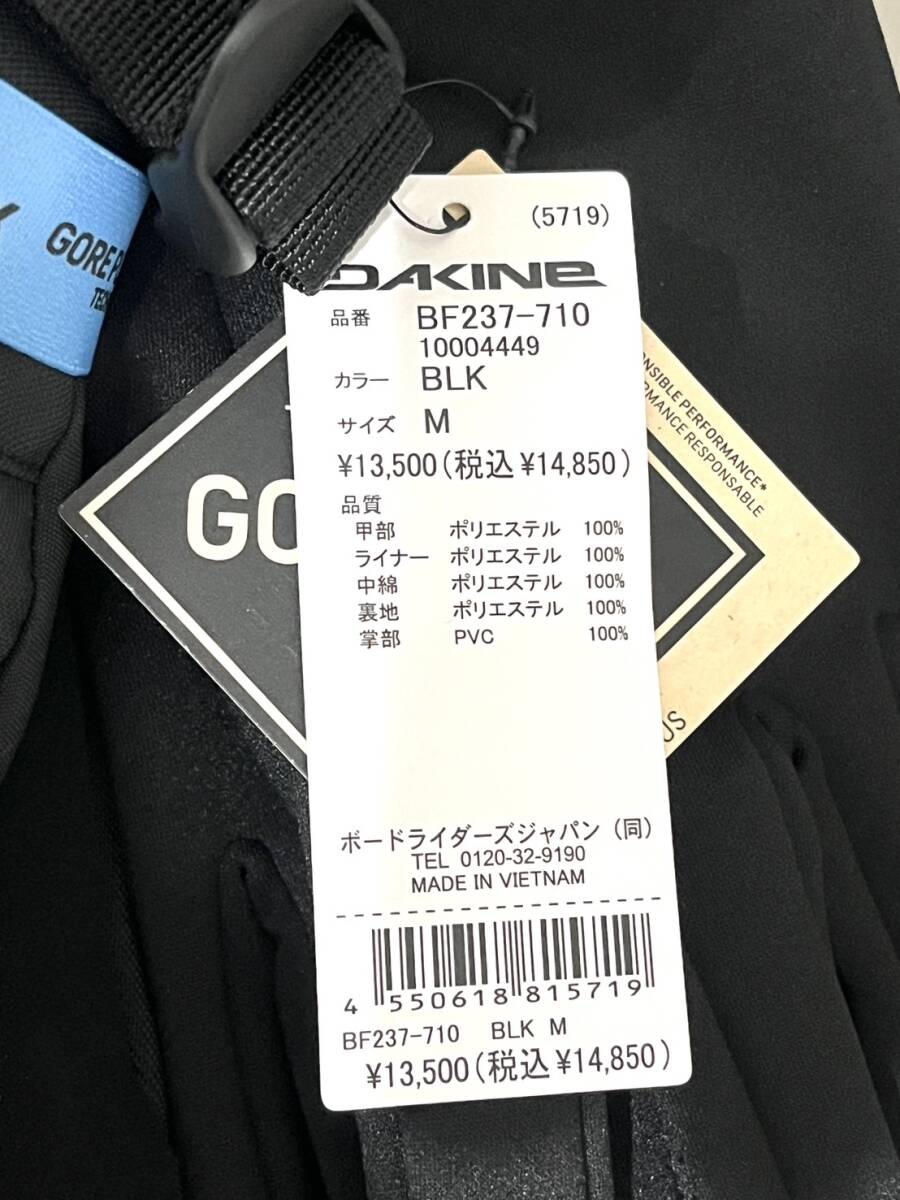 GORE
(5719)
DAKINE
品番 BF237-710
10004449
カラー BLK
サイズ M
¥13,500(税込¥14,850)
品質
甲部 ポリエステル 100%
ライナー ポリエステル 100%
中綿 ポリエステル 100%
裏地 ポリエステル 100%
掌部 PVC 100%
ボードライダーズジャパン(同)
TEL 0120-32-9190
MADE IN VIETNAM
4 550618 815719
BF237-710 BLK M
¥13,500(税込¥14,850)
GO
PERFORMANCE*
RESPONSABLE